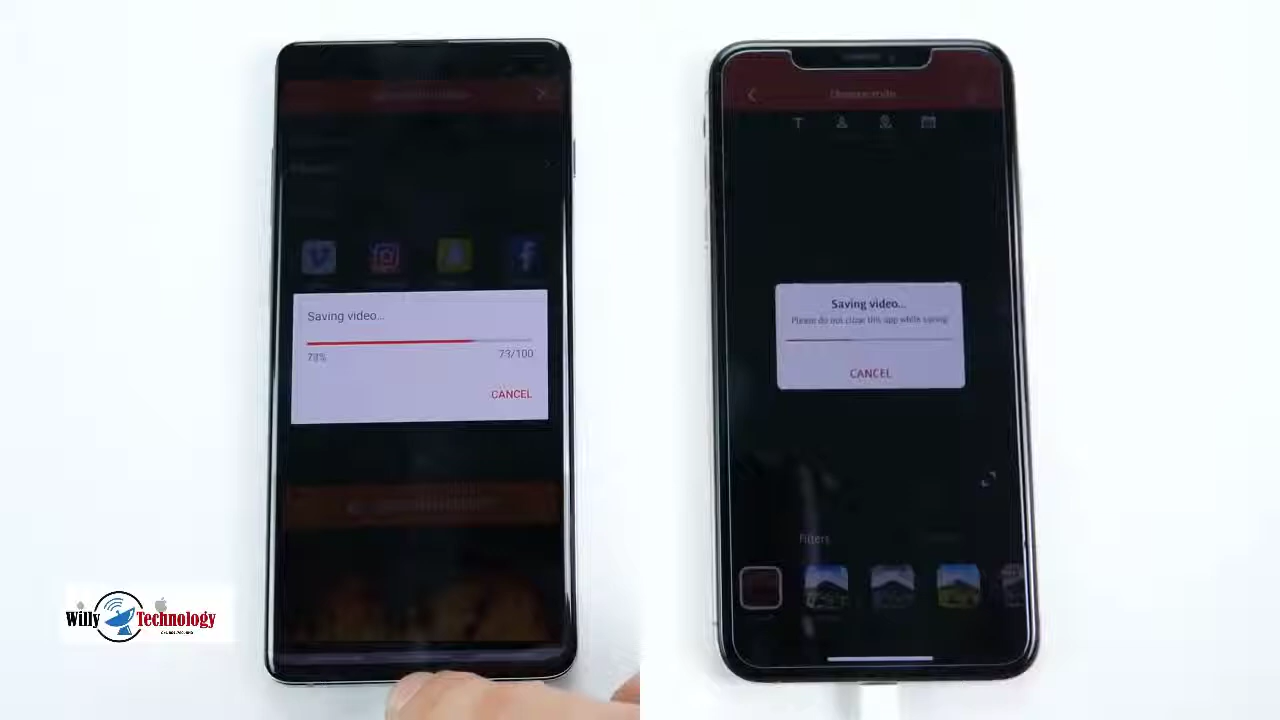 Saving video...
73%
73/100
CANCEL
T
Saving video...
Please do not close this app while saving
CANCEL
Filters
Willy Technology